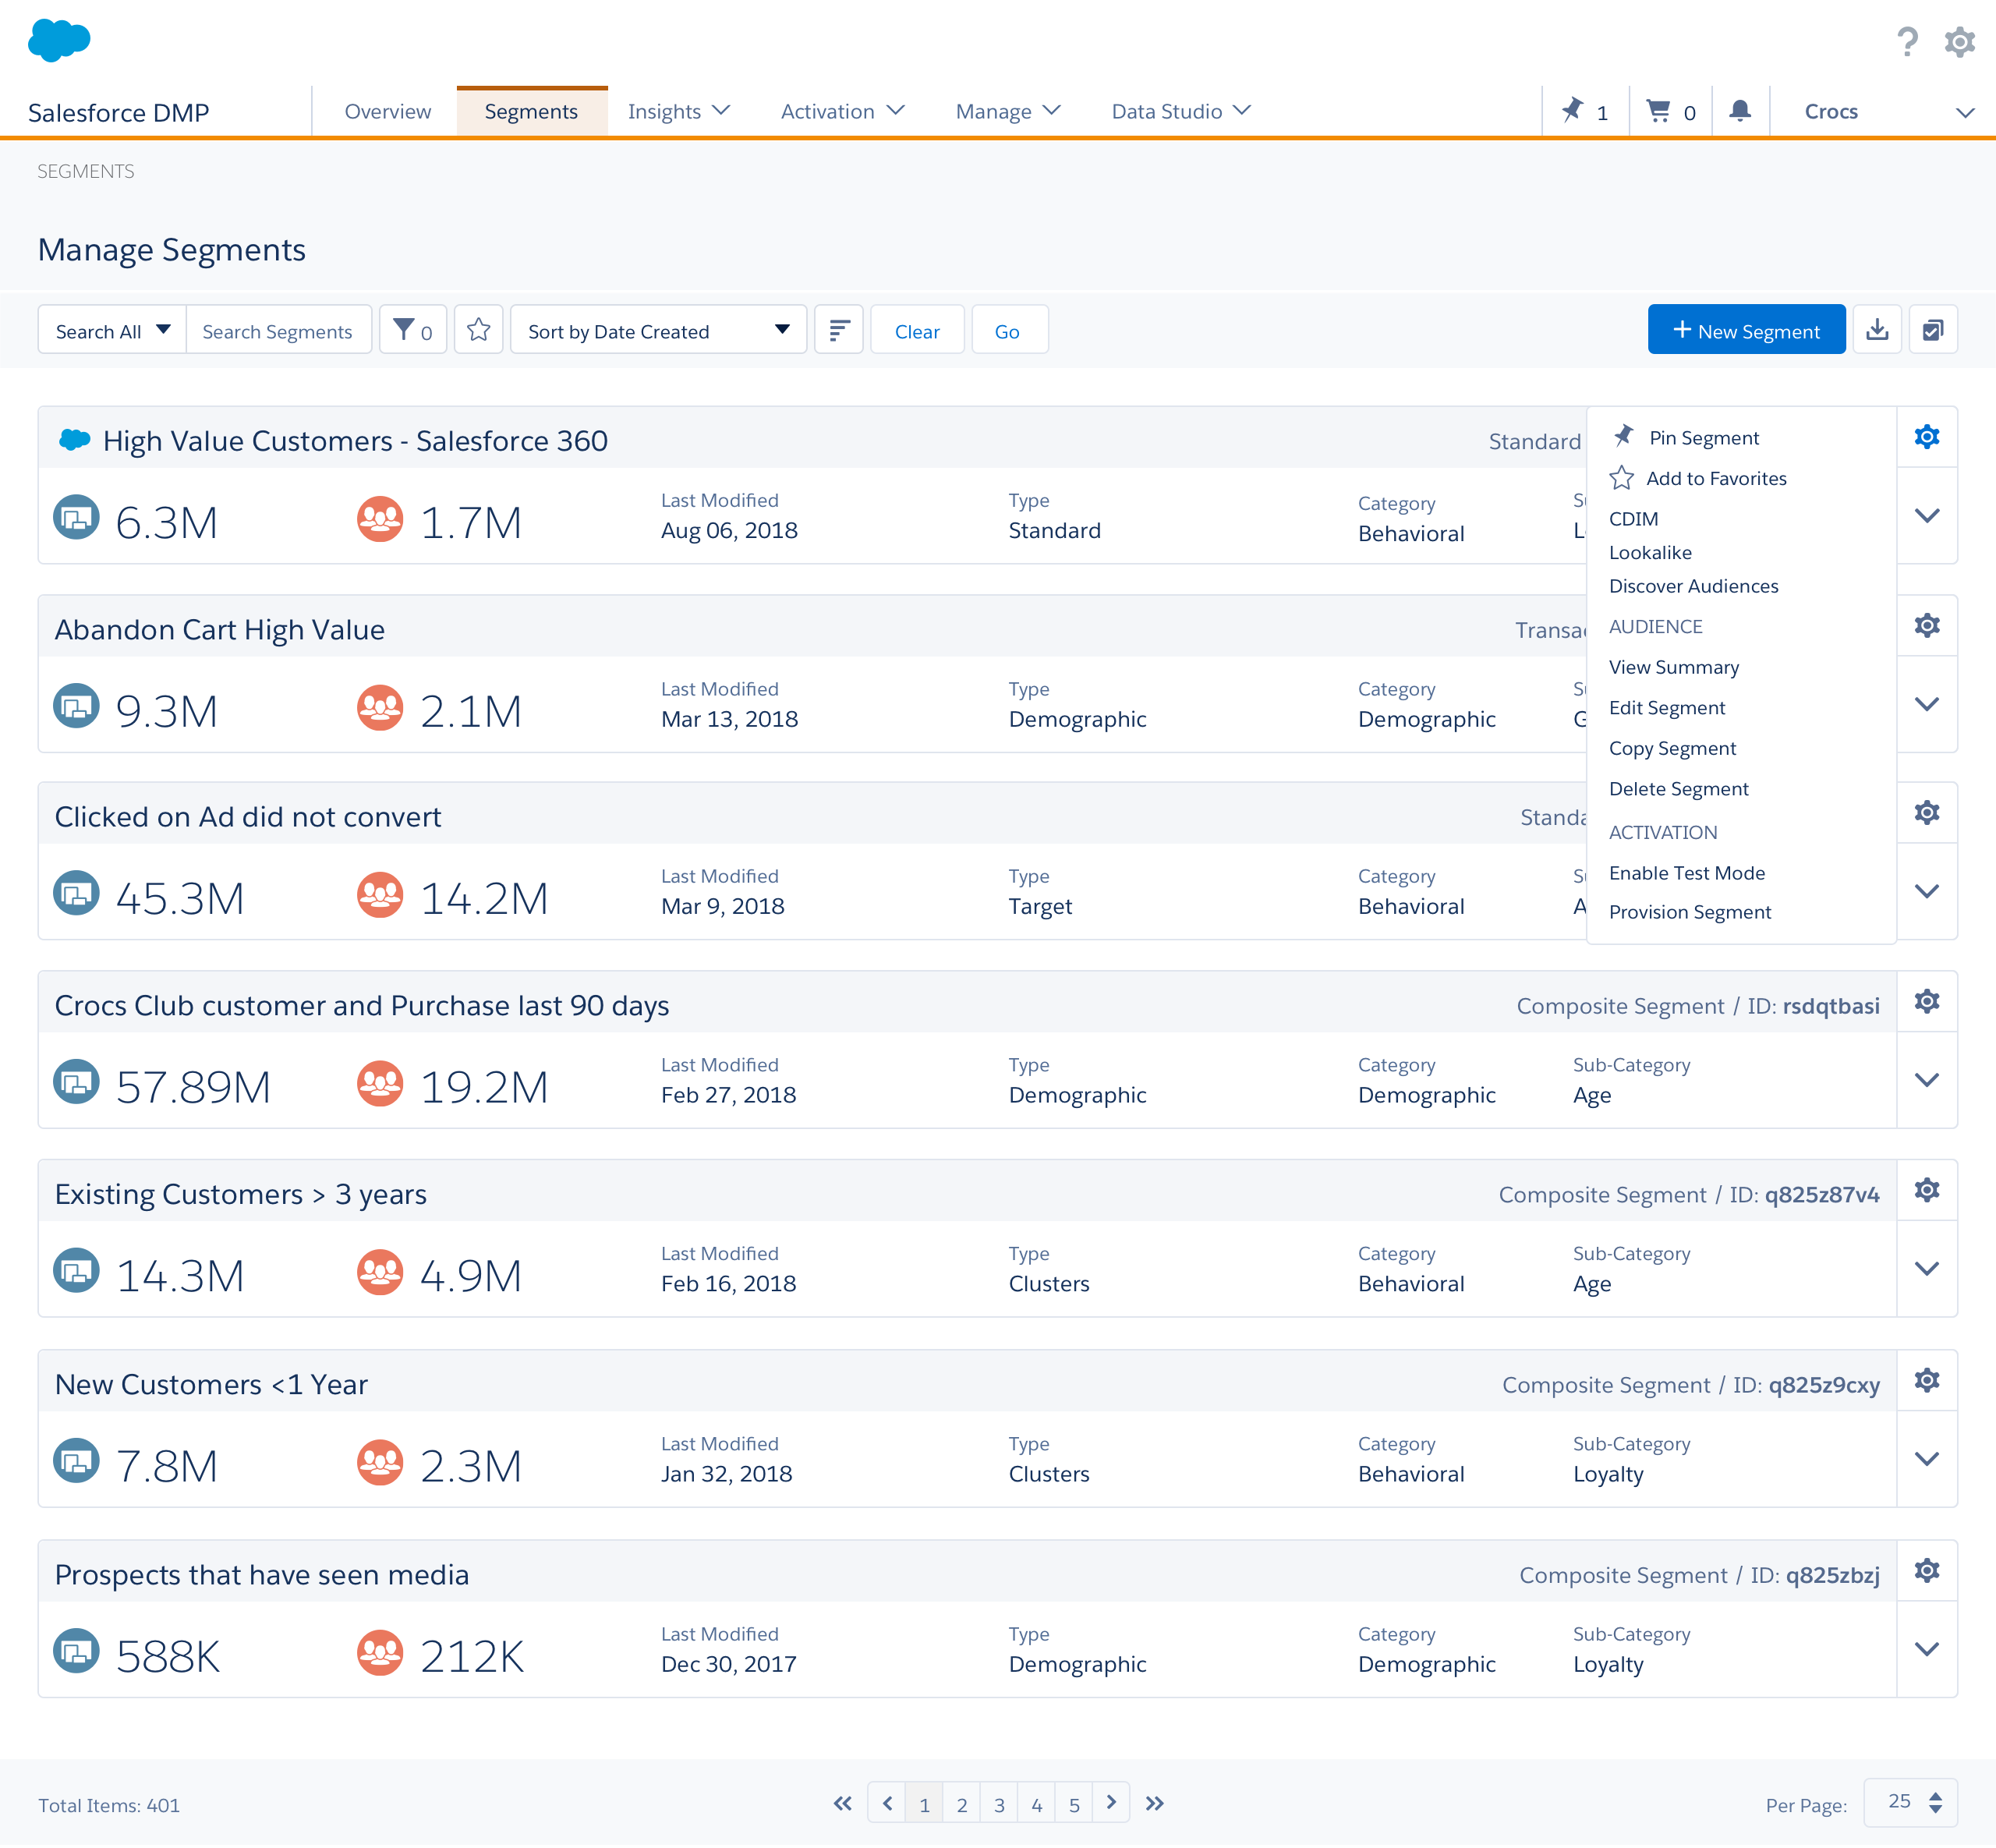 Salesforce DMP
Overview
Segments
Insights
Activation
Manage
Data Studio
1
0
Crocs
SEGMENTS
Manage Segments
Search All
Search Segments
0
Sort by Date Created
Clear
Go
+ New Segment
High Value Customers - Salesforce 360
Standard
6.3M
1.7M
Last Modified
Aug 06, 2018
Type
Standard
Category
Behavioral
Pin Segment
Add to Favorites
CDIM
Lookalike
Discover Audiences
AUDIENCE
View Summary
Edit Segment
Copy Segment
Delete Segment
ACTIVATION
Enable Test Mode
Provision Segment
Abandon Cart High Value
9.3M
2.1M
Last Modified
Mar 13, 2018
Type
Demographic
Category
Demographic
Clicked on Ad did not convert
45.3M
14.2M
Last Modified
Mar 9, 2018
Type
Target
Category
Behavioral
Crocs Club customer and Purchase last 90 days
Composite Segment / ID: rsdqtbasi
57.89M
19.2M
Last Modified
Feb 27, 2018
Type
Demographic
Category
Demographic
Sub-Category
Age
Existing Customers > 3 years
Composite Segment / ID: q825z87v4
14.3M
4.9M
Last Modified
Feb 16, 2018
Type
Clusters
Category
Behavioral
Sub-Category
Age
New Customers <1 Year
Composite Segment / ID: q825z9cxy
7.8M
2.3M
Last Modified
Jan 32, 2018
Type
Clusters
Category
Behavioral
Sub-Category
Loyalty
Prospects that have seen media
Composite Segment / ID: q825zbzj
588K
212K
Last Modified
Dec 30, 2017
Type
Demographic
Category
Demographic
Sub-Category
Loyalty
Total Items: 401
1
2
3
4
5
Per Page:
25